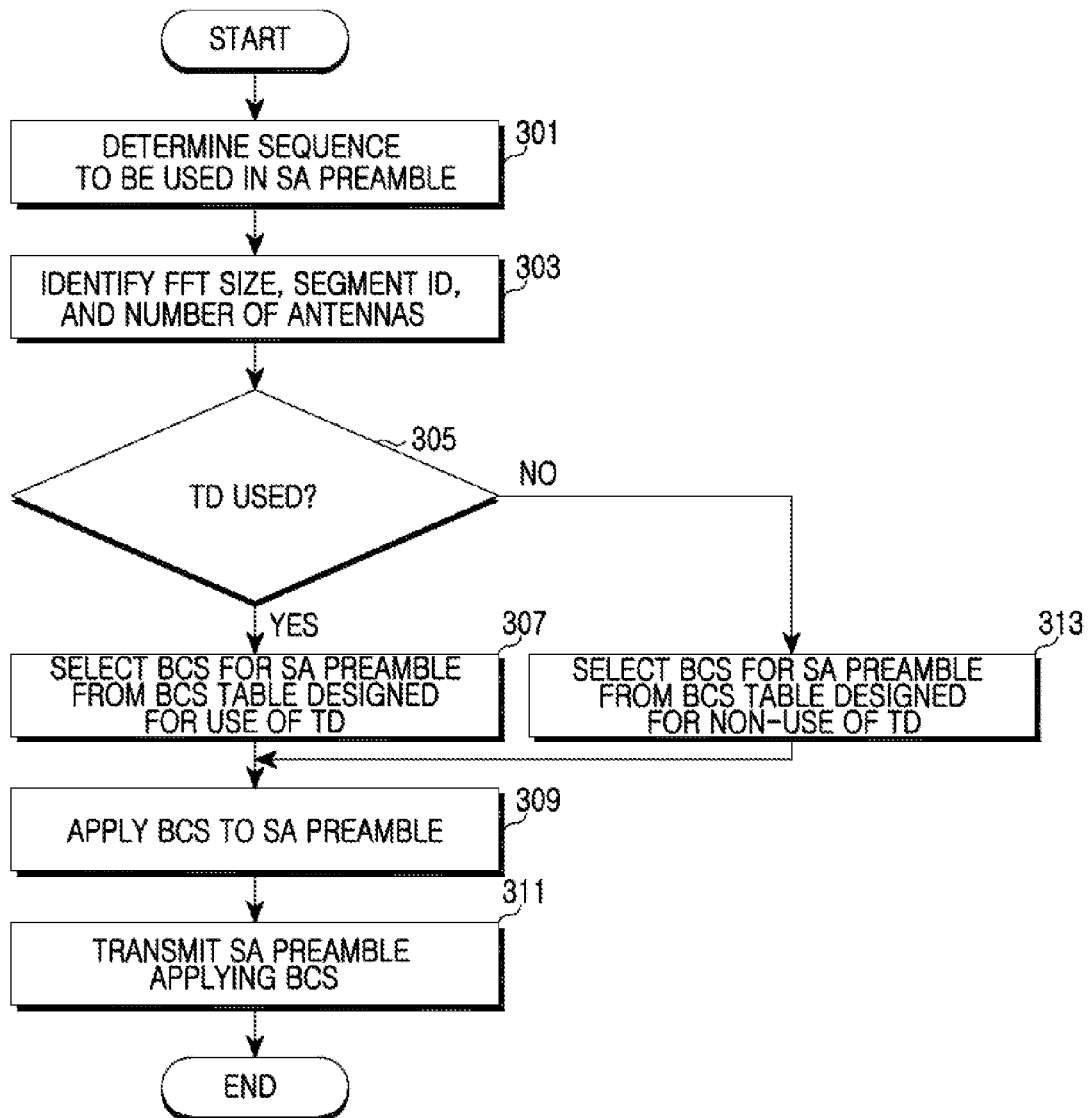 START
DETERMINE SEQUENCE
TO BE USED IN SA PREAMBLE
301
IDENTIFY FFT SIZE, SEGMENT ID,
AND NUMBER OF ANTENNAS
303
TD USED?
305
NO
YES
SELECT BCS FOR SA PREAMBLE
FROM BCS TABLE DESIGNED
FOR USE OF TD
307
SELECT BCS FOR SA PREAMBLE
FROM BCS TABLE DESIGNED
FOR NON-USE OF TD
313
APPLY BCS TO SA PREAMBLE
309
TRANSMIT SA PREAMBLE
APPLYING BCS
311
END